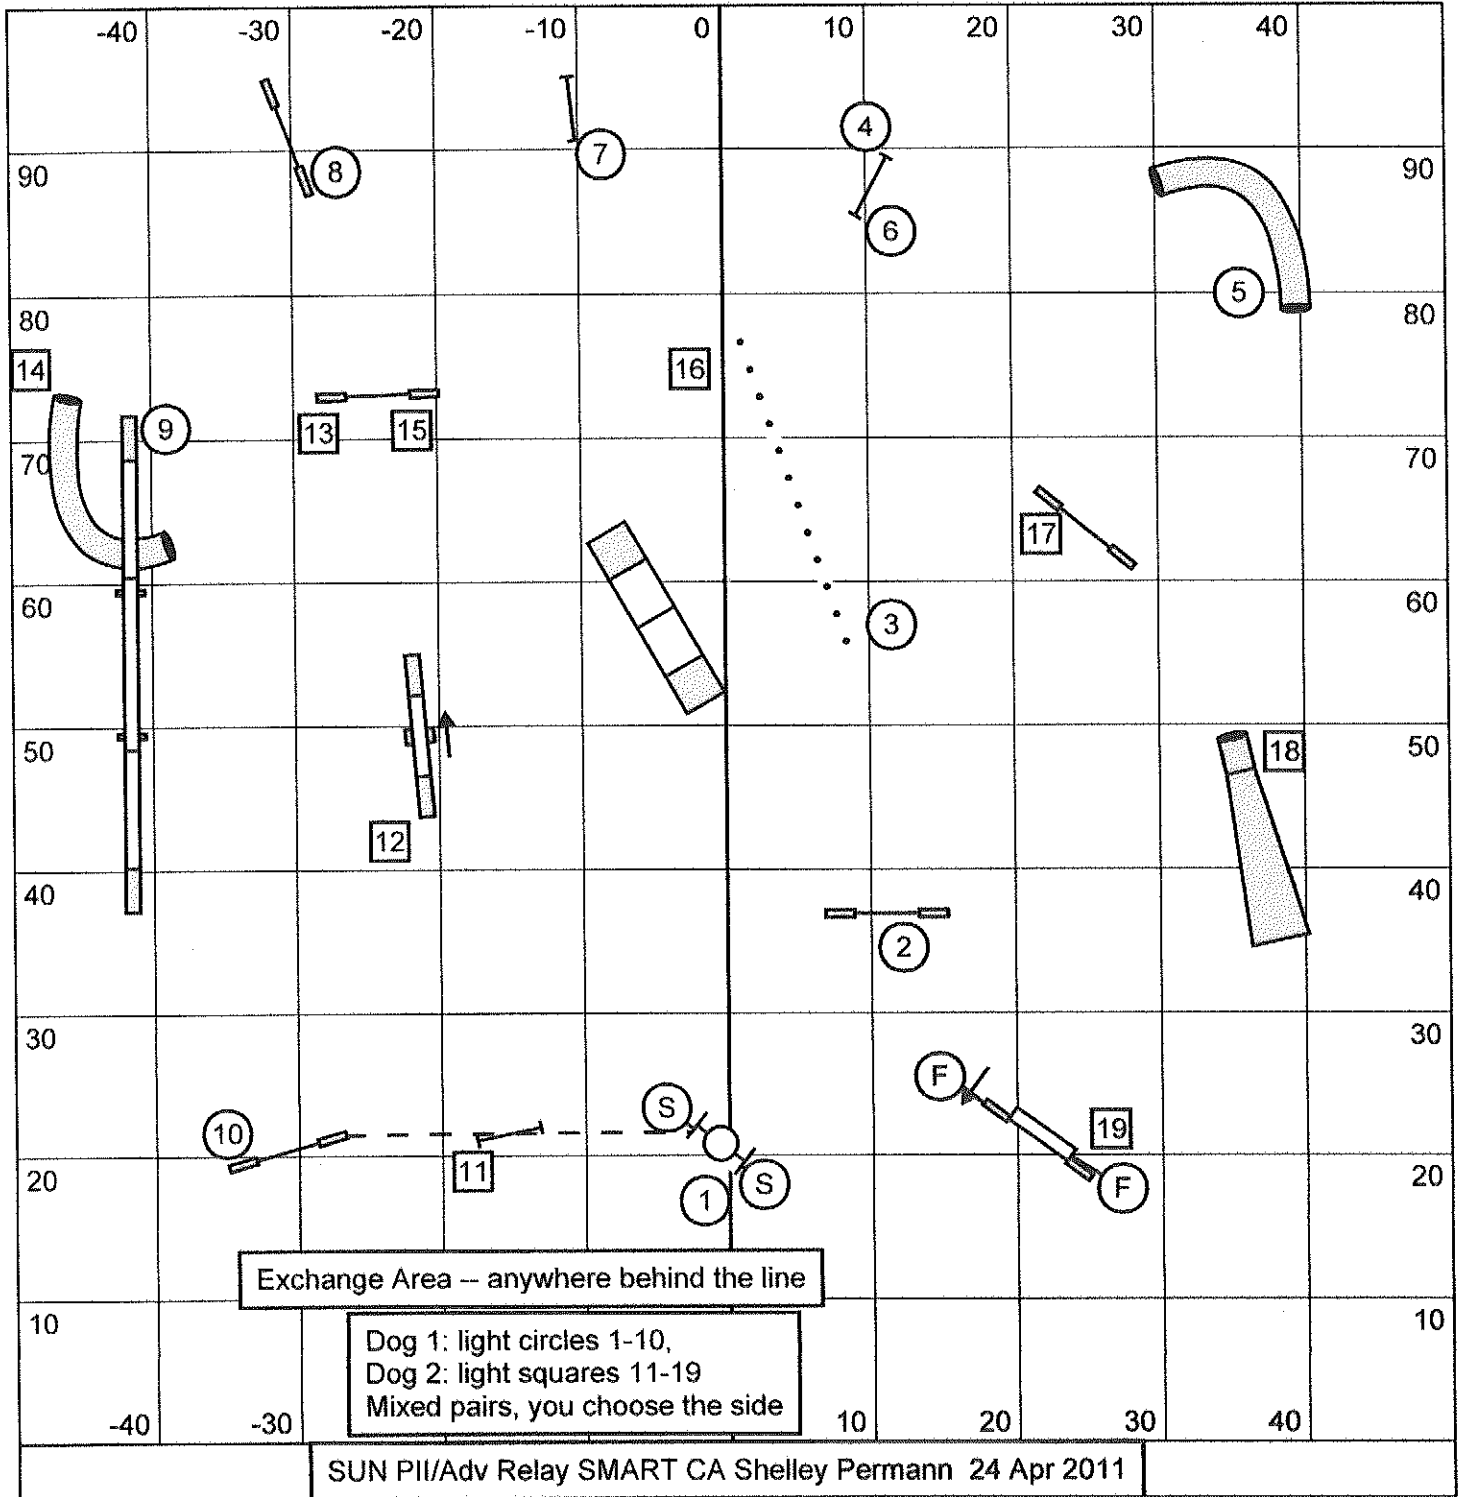 -40 -30 -20 -10 0 10 20 30 40
4
7
8
90 90
6
5
80 80
14
16
9
13 15
70 70
17
60 60
3
50 18 50
12
40 40
2
30 30
F
S
10 19
11
20 S F 20
1
Exchange Area -- anywhere behind the line
10 10
Dog 1: light circles 1-10,
Dog 2: light squares 11-19
Mixed pairs, you choose the side
-40 -30 10 20 30 40
SUN PII/Adv Relay SMART CA Shelley Permann 24 Apr 2011